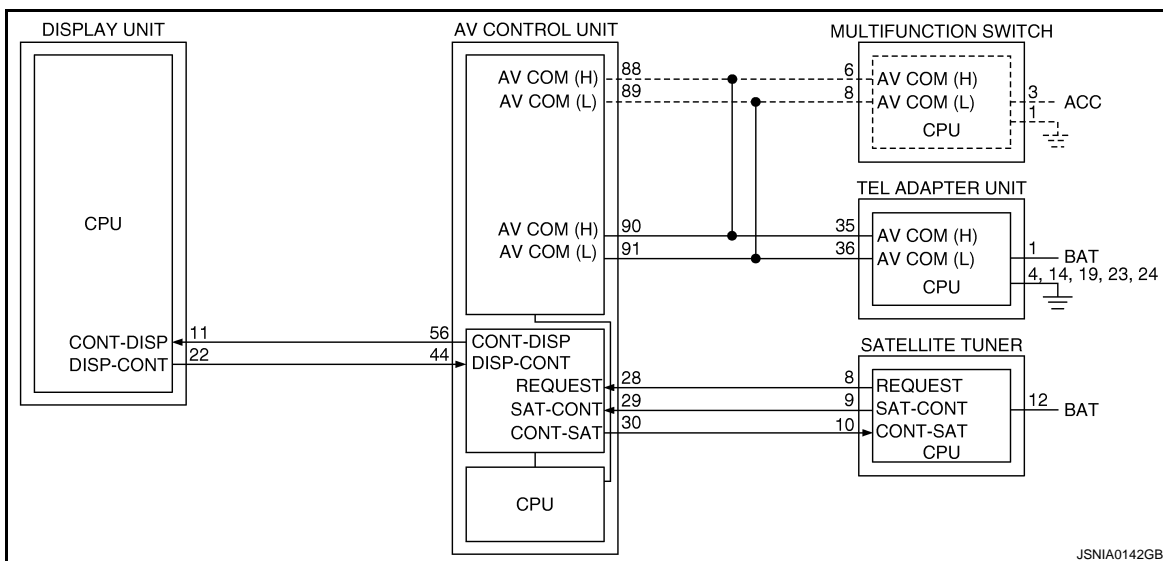 DISPLAY UNIT
CPU
CONT-DISP
DISP-CONT
11
22
AV CONTROL UNIT
AV COM (H)
AV COM (L)
88
89
AV COM (H)
AV COM (L)
90
91
56
44
CONT-DISP
DISP-CONT
REQUEST
SAT-CONT
CONT-SAT
28
29
30
CPU
MULTIFUNCTION SWITCH
6
8
AV COM (H)
AV COM (L)
CPU
3
ACC
1
TEL ADAPTER UNIT
35
36
AV COM (H)
AV COM (L)
CPU
1
BAT
4, 14, 19, 23, 24
SATELLITE TUNER
8
9
10
REQUEST
SAT-CONT
CONT-SAT
CPU
12
BAT
JSNIA0142GB